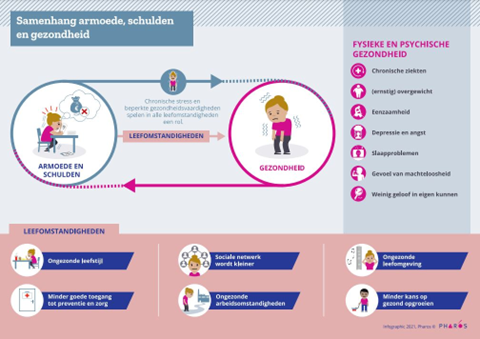 Samenhang armoede, schulden
en gezondheid
Chronische stress en
beperkte gezondheidsvaardigheden
spelen in alle leefomstandigheden
een rol.
LEEFOMSTANDIGHEDEN
ARMOEDE EN
SCHULDEN
GEZONDHEID
FYSIEKE EN PSYCHISCHE
GEZONDHEID
Chronische ziekten
(ernstig) overgewicht
Eenzaamheid
Depressie en angst
Slaapproblemen
Gevoel van machteloosheid
Weinig geloof in eigen kunnen
LEEFOMSTANDIGHEDEN
Ongezonde leefstijl
Sociale netwerk
wordt kleiner
Ongezonde
leefomgeving
Minder goede toegang
tot preventie en zorg
Ongezonde
arbeidsomstandigheden
Minder kans op
gezond opgroeien
Infographic 2021, Pharos ©
PHAROS